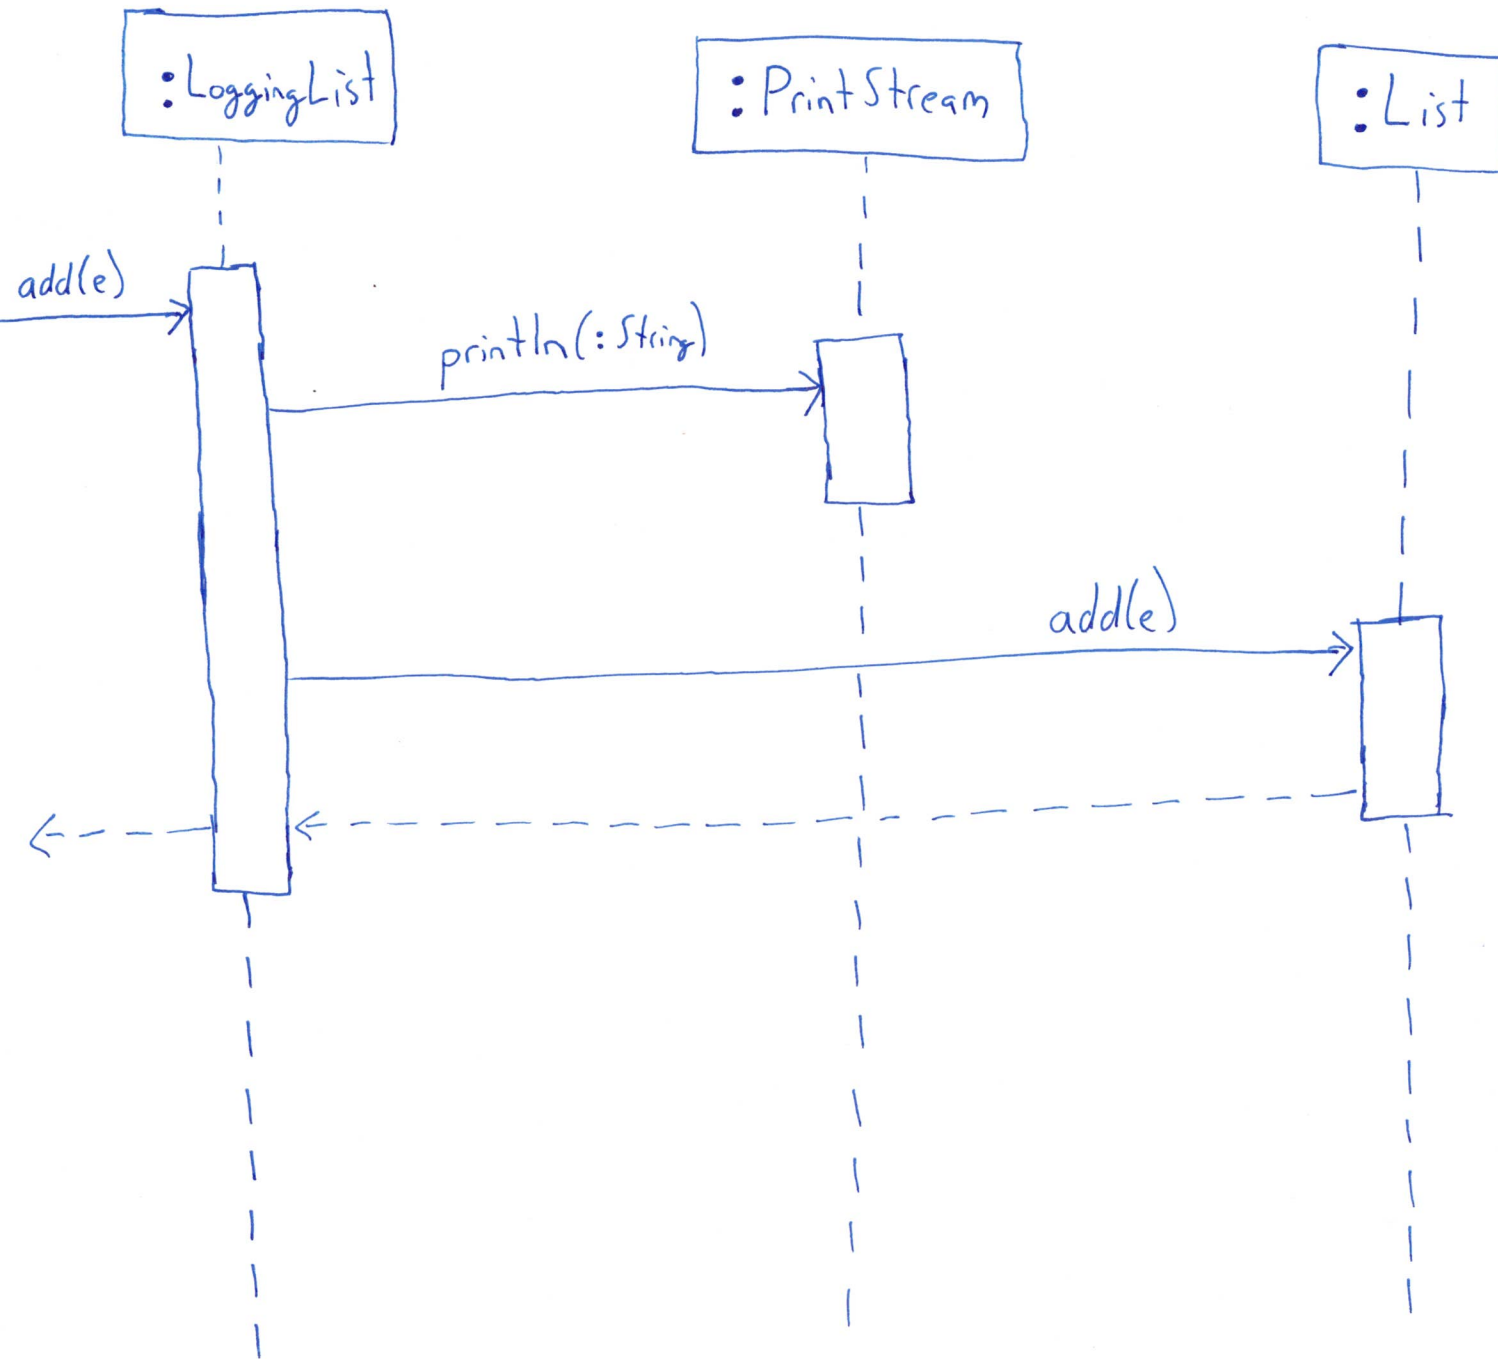 :LoggingList
:PrintStream
:List
add(e)
println(:String)
add(e)